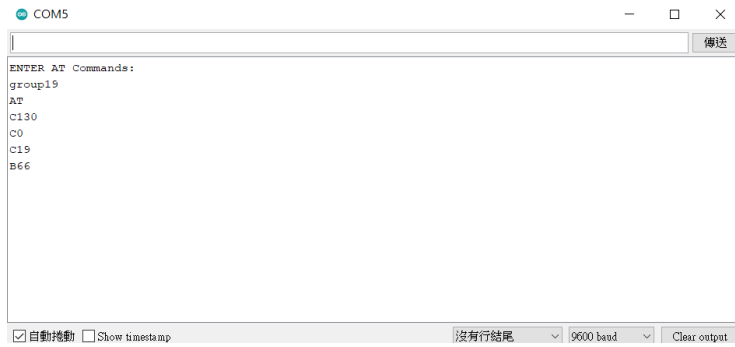 COM5
傳送
ENTER AT Commands:
group19
AT
C130
C0
C19
B66
自動捲動 Show timestamp 沒有行結尾 9600 baud Clear output